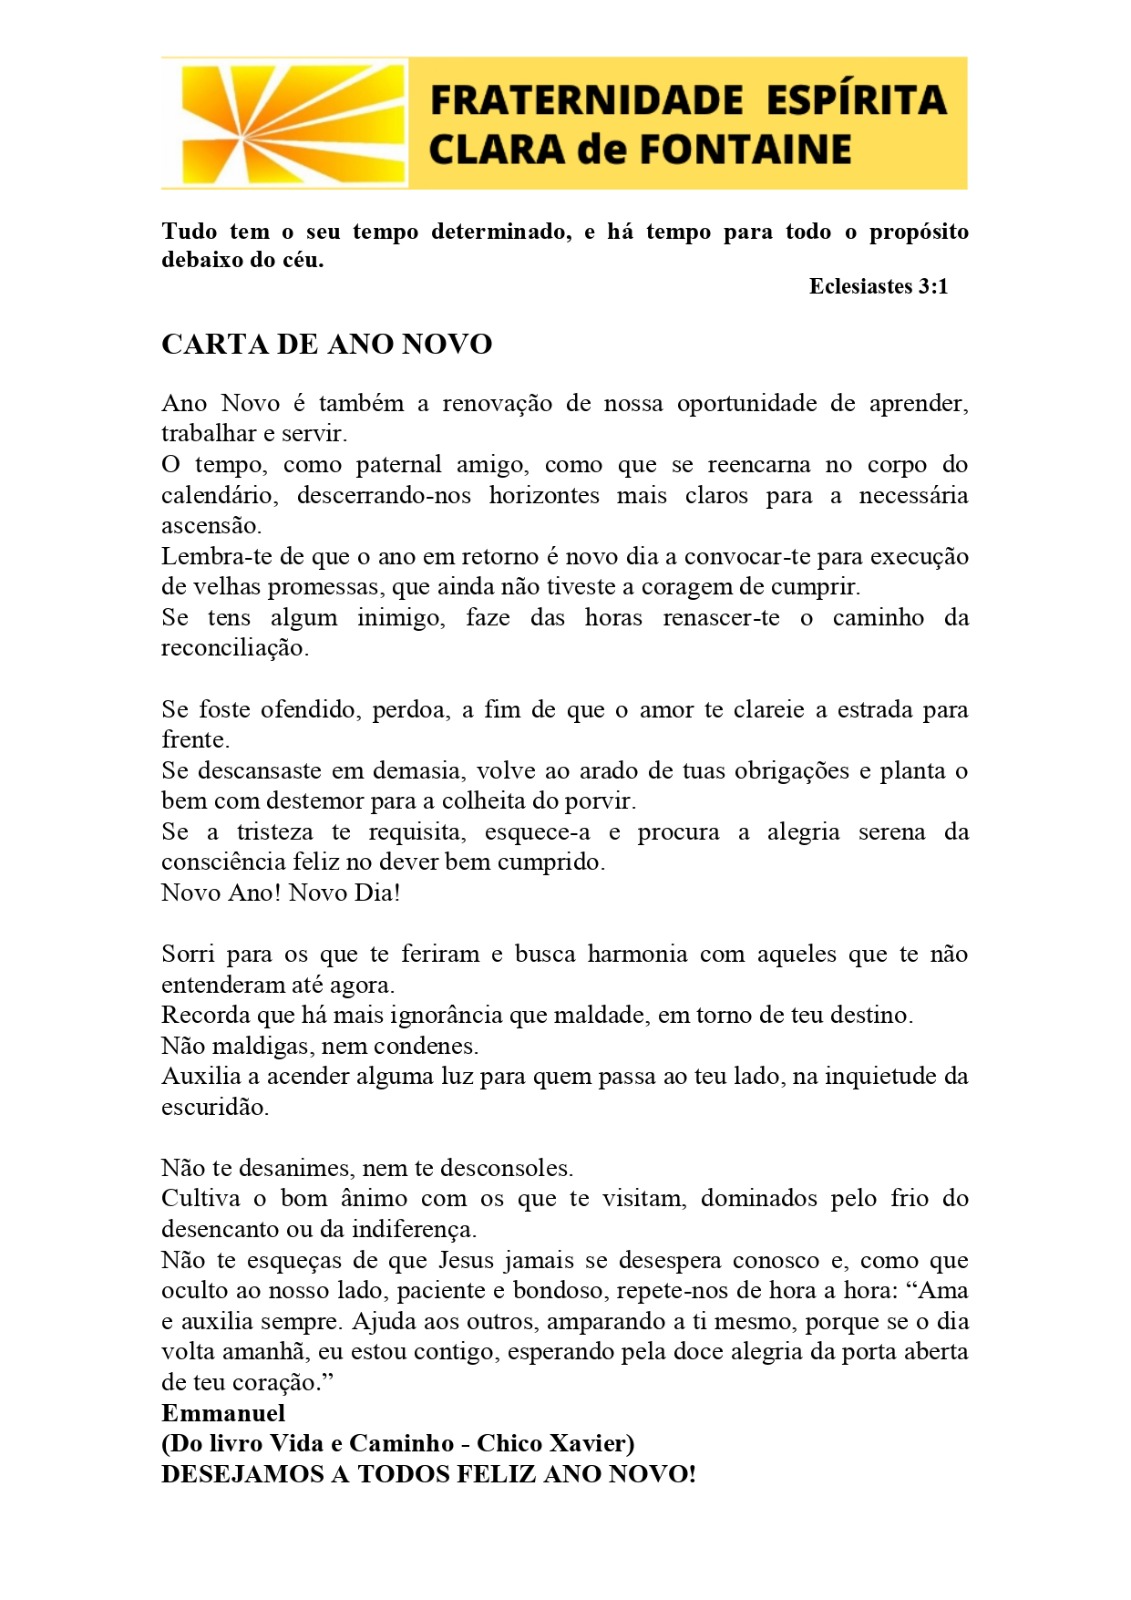 FRATERNIDADE ESPÍRITA
CLARA de FONTAINE
Tudo tem o seu tempo determinado, e há tempo para todo o propósito
debaixo do céu.
Eclesiastes 3:1
CARTA DE ANO NOVO
Ano Novo é também a renovação de nossa oportunidade de aprender,
trabalhar e servir.
O tempo, como paternal amigo, como que se reencarna no corpo do
calendário, descerrando-nos horizontes mais claros para a necessária
ascensão.
Lembra-te de que o ano em retorno é novo dia a convocar-te para execução
de velhas promessas, que ainda não tiveste a coragem de cumprir.
Se tens algum inimigo, faze das horas renascer-te o caminho da
reconciliação.
Se foste ofendido, perdoa, a fim de que o amor te clareie a estrada para
frente.
Se descansaste em demasia, volve ao arado de tuas obrigações e planta o
bem com destemor para a colheita do porvir.
Se a tristeza te requisita, esquece-a e procura a alegria serena da
consciência feliz no dever bem cumprido.
Novo Ano! Novo Dia!
Sorri para os que te feriram e busca harmonia com aqueles que te não
entenderam até agora.
Recorda que há mais ignorância que maldade, em torno de teu destino.
Não maldigas, nem condenes.
Auxilia a acender alguma luz para quem passa ao teu lado, na inquietude da
escuridão.
Não te desanimes, nem te desconsoles.
Cultiva o bom ânimo com os que te visitam, dominados pelo frio do
desencanto ou da indiferença.
Não te esqueças de que Jesus jamais se desespera conosco e, como que
oculto ao nosso lado, paciente e bondoso, repete-nos de hora a hora: “Ama
e auxilia sempre. Ajuda aos outros, amparando a ti mesmo, porque se o dia
volta amanhã, eu estou contigo, esperando pela doce alegria da porta aberta
de teu coração.”
Emmanuel
(Do livro Vida e Caminho - Chico Xavier)
DESEJAMOS A TODOS FELIZ ANO NOVO!